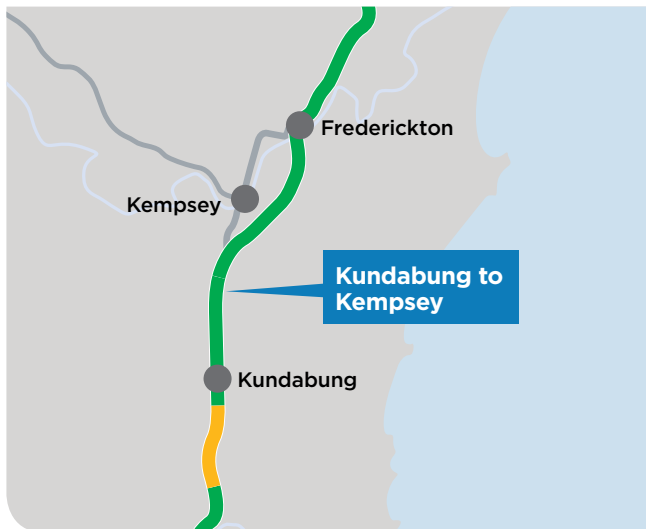 Frederickton
Kempsey
Kundabung to
Kempsey
Kundabung